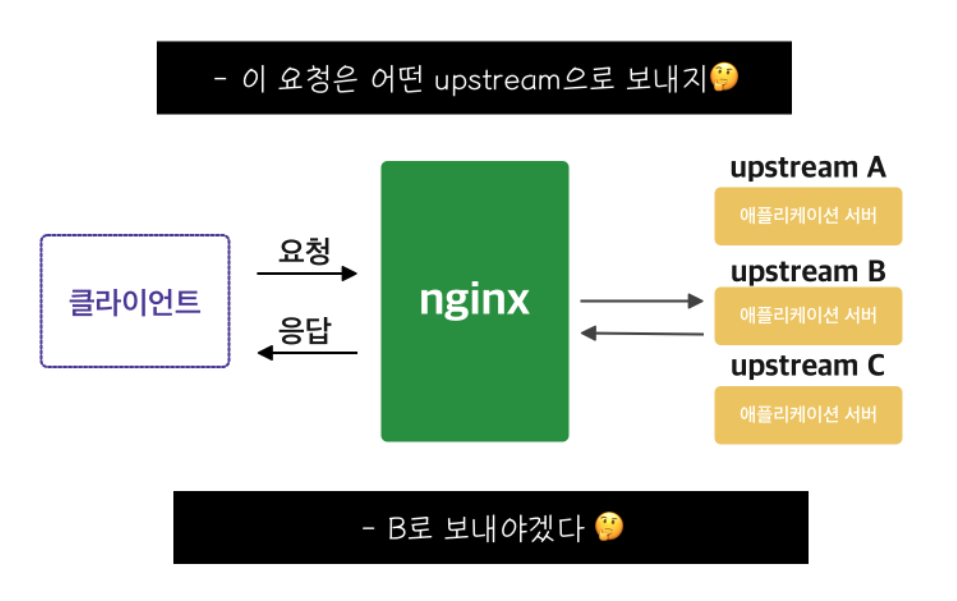 - 이 요청은 어떤 upstream으로 보내지🤔
upstream A
애플리케이션 서버
클라이언트
요청
응답
nginx
upstream B
애플리케이션 서버
upstream C
애플리케이션 서버
- B로 보내야겠다 🤔